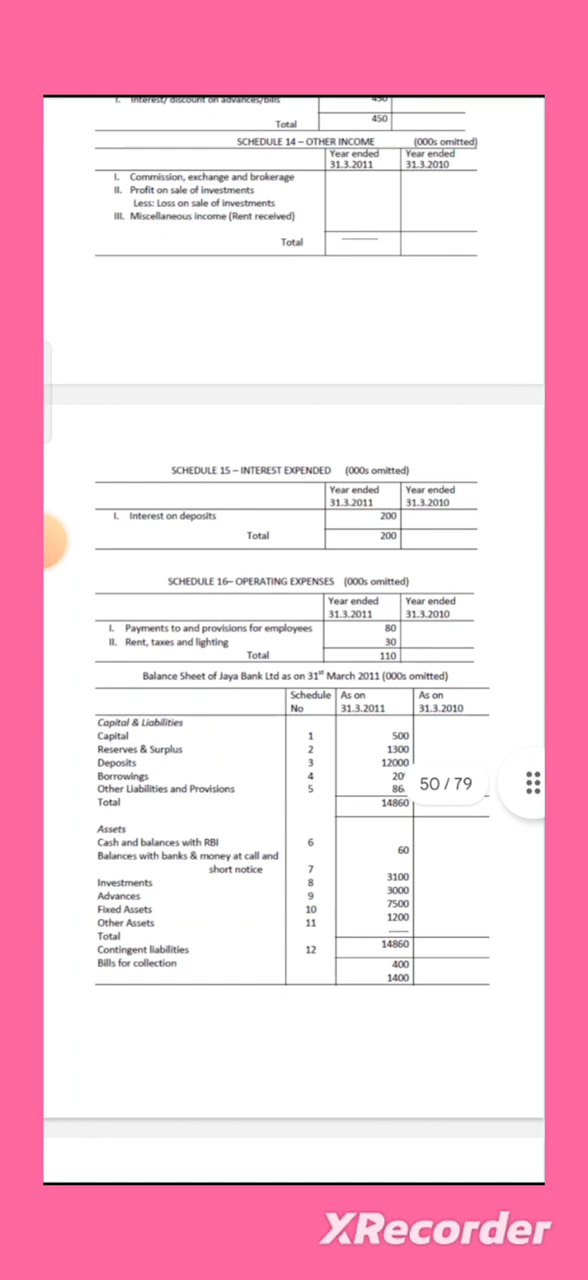 I. Interest/ discount on advances/bills 450
Total 450
SCHEDULE 14 – OTHER INCOME (000s omitted)
Year ended Year ended
31.3.2011 31.3.2010
I. Commission, exchange and brokerage
II. Profit on sale of investments
Less: Loss on sale of investments
III. Miscellaneous income (Rent received)
Total ----------
SCHEDULE 15 – INTEREST EXPENDED (000s omitted)
Year ended Year ended
31.3.2011 31.3.2010
I. Interest on deposits 200
Total 200
SCHEDULE 16– OPERATING EXPENSES (000s omitted)
Year ended Year ended
31.3.2011 31.3.2010
I. Payments to and provisions for employees 80
II. Rent, taxes and lighting 30
Total 110
Balance Sheet of Jaya Bank Ltd as on 31st March 2011 (000s omitted)
Schedule As on As on
No 31.3.2011 31.3.2010
Capital & Liabilities
Capital 1 500
Reserves & Surplus 2 1300
Deposits 3 12000
Borrowings 4
Other Liabilities and Provisions 5
50 / 79
Total 14860
Assets
Cash and balances with RBI 6 60
Balances with banks & money at call and
short notice 7 3100
Investments 8 3000
Advances 9 7500
Fixed Assets 10 1200
Other Assets 11 ------
Total 14860
Contingent liabilities 12 400
Bills for collection 1400
XRecorder